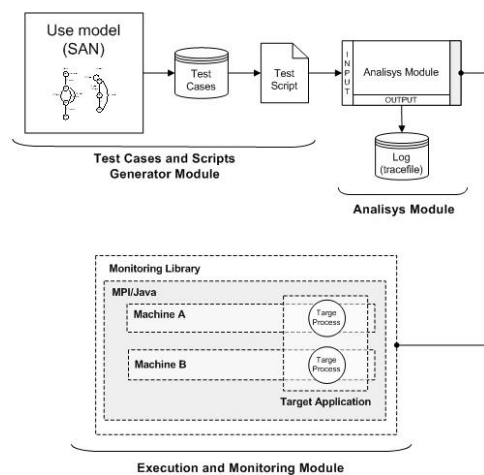 Use model
(SAN)
Test
Cases
Test
Script
INPUT
Analisys Module
OUTPUT
Log
(tracefile)
Test Cases and Scripts
Generator Module
Analisys Module
Monitoring Library
MPI/Java
Machine A
Targe
Process
Machine B
Targe
Process
Target Application
Execution and Monitoring Module